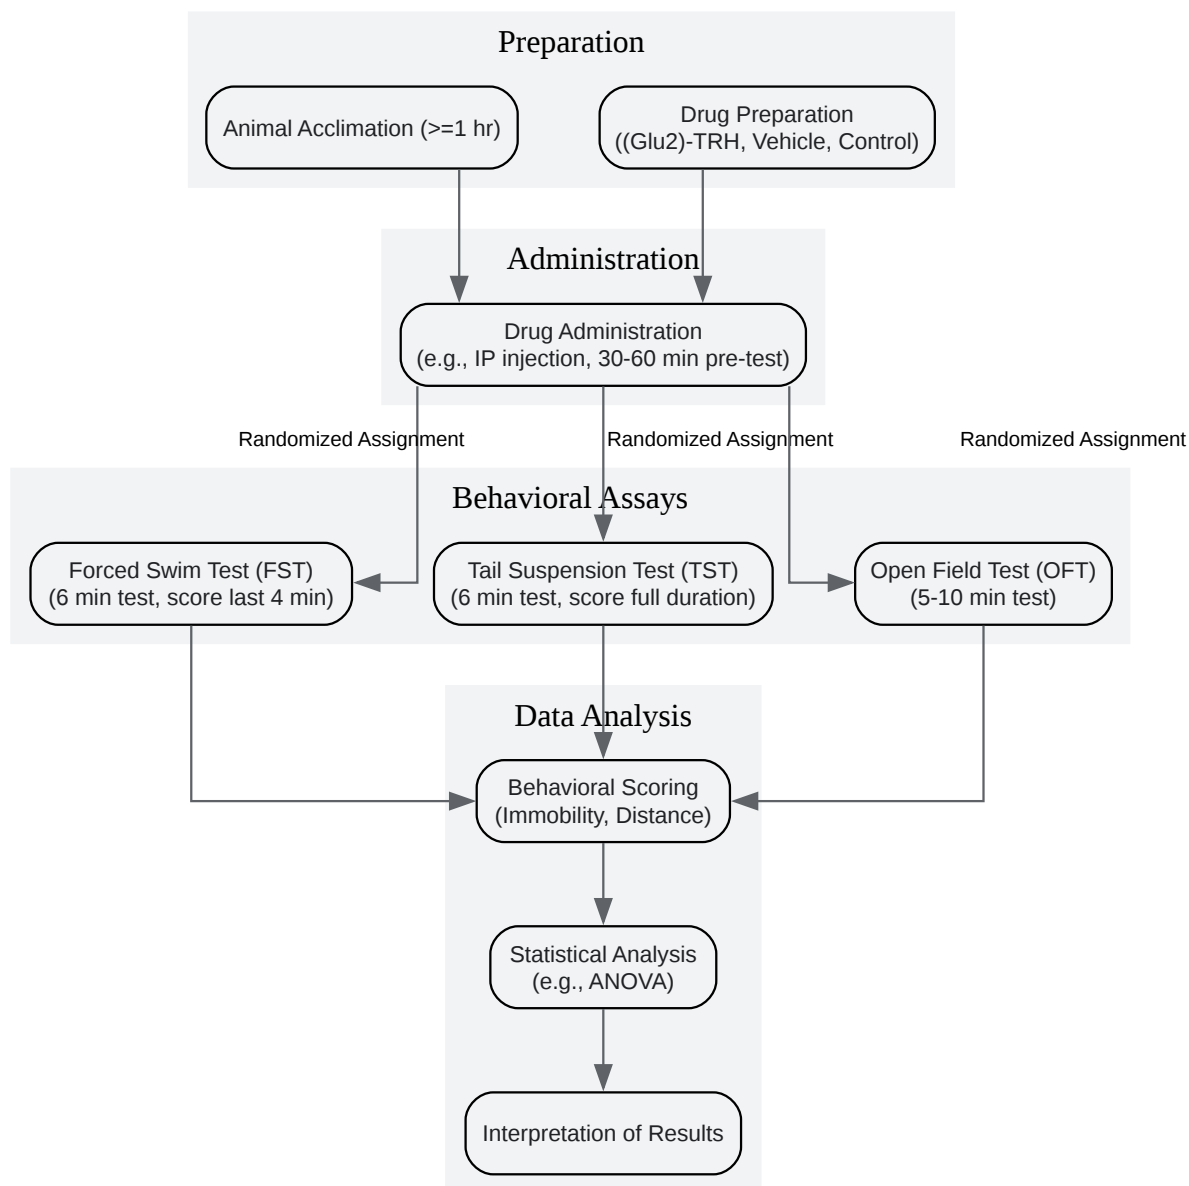 Preparation
Animal Acclimation (>=1 hr)
Drug Preparation
((Glu2)-TRH, Vehicle, Control)
Administration
Drug Administration
(e.g., IP injection, 30-60 min pre-test)
Randomized Assignment
Randomized Assignment
Randomized Assignment
Behavioral Assays
Forced Swim Test (FST)
(6 min test, score last 4 min)
Tail Suspension Test (TST)
(6 min test, score full duration)
Open Field Test (OFT)
(5-10 min test)
Data Analysis
Behavioral Scoring
(Immobility, Distance)
Statistical Analysis
(e.g., ANOVA)
Interpretation of Results